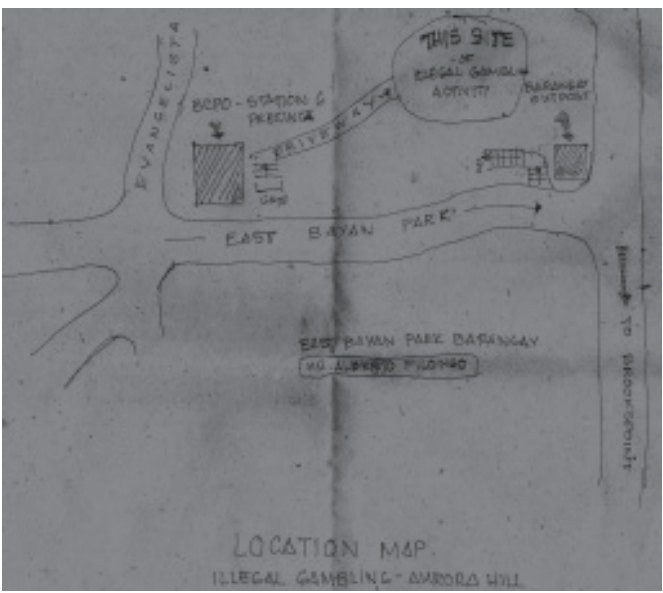 THIS SITE
OF
ILLEGAL GAMBLING
ACTIVITY
EVANGELISTA
BCPO - STATION 6
PRECINCT
DRIVEWAY
GATE
BARANGAY
OUTPOST
EAST BAYAN PARK
TO BROOKSPOINT
EAST BAYAN PARK BARANGAY
LOCATION MAP
ILLEGAL GAMBLING - AURORA HILL